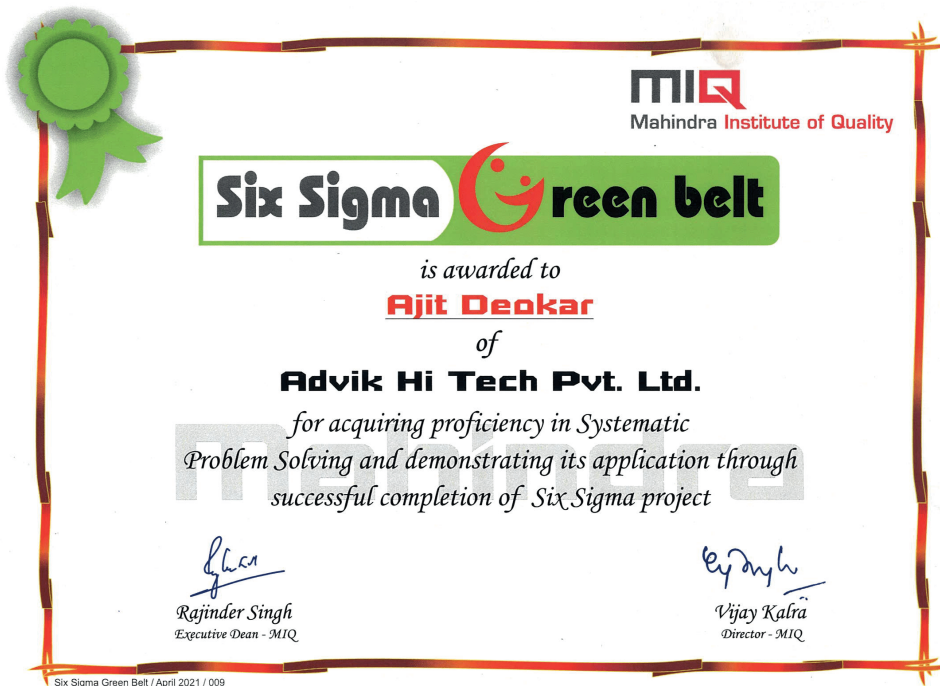 MIQ
Mahindra Institute of Quality
Six Sigma Green belt
is awarded to
Ajit Deokar
of
Advik Hi Tech Pvt. Ltd.
for acquiring proficiency in Systematic
Mahindra
Problem Solving and demonstrating its application through
successful completion of Six Sigma project
Rajinder Singh
Vijay Kalra
Executive Dean - MIQ
Director - MIQ
Six Sigma Green Belt / April 2021 / 009